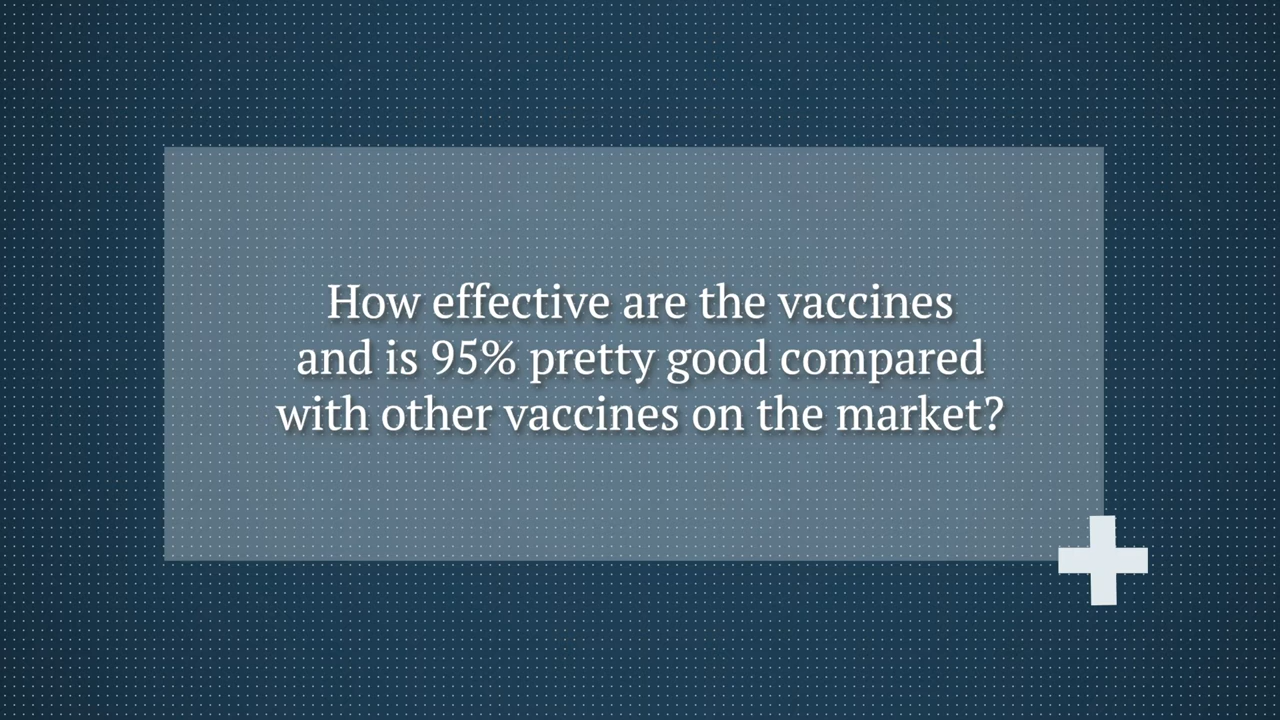 How effective are the vaccines
and is 95% pretty good compared
with other vaccines on the market?